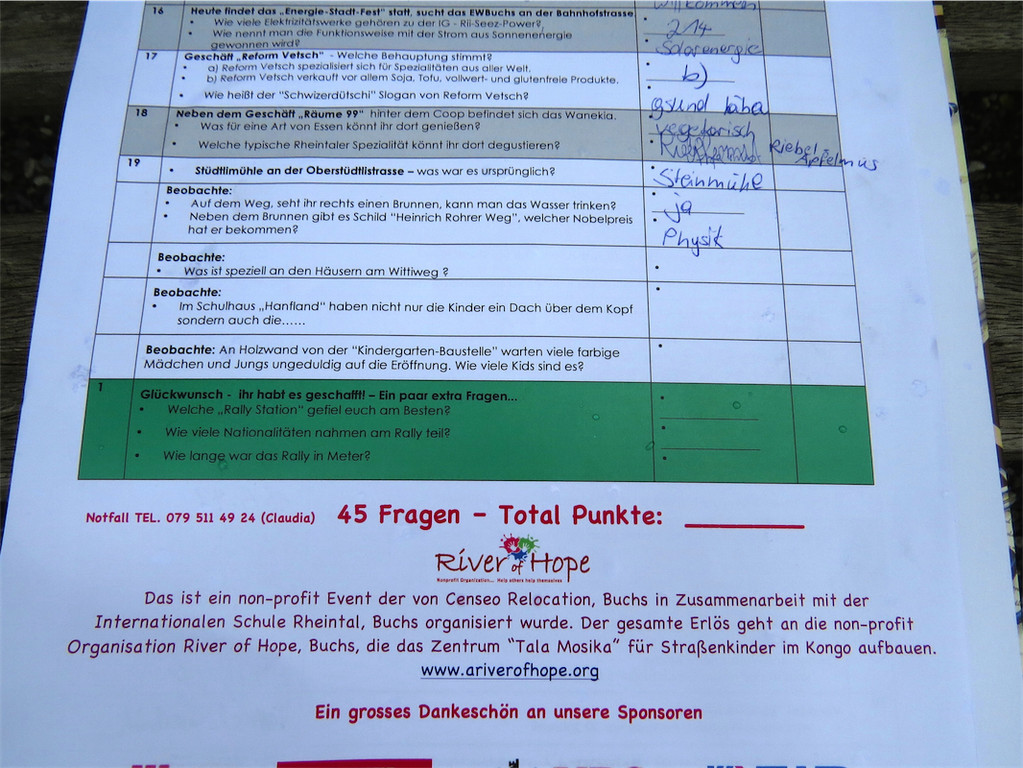 16 Heute findet das „Energie-Stadt-Fest" statt, sucht das EWBuchs an der Bahnhofstrasse
willkommen
• Wie viele Elektrizitätswerke gehören zu der IG - Rii-Seez-Power?,
• 214
• Wie nennt man die Funktionsweise mit der Strom aus Sonnenenergie
gewonnen wird?
• Solarenergie
17 Geschäft „Reform Vetsch" - Welche Behauptung stimmt?
• a) Reform Vetsch spezialisiert sich für Spezialitäten aus aller Welt.
• b) Reform Vetsch verkauft vor allem Soja, Tofu, vollwert- und glutenfreie Produkte.
• b)
• Wie heißt der "Schwizerdütschi" Slogan von Reform Vetsch?
gsund häha
18 Neben dem Geschäft „Räume 99" hinter dem Coop befindet sich das Wanekia.
• Was für eine Art von Essen könnt ihr dort genießen?
vegetarisch
• Welche typische Rheintaler Spezialität könnt ihr dort degustieren?
Riebel
Apfelmus
19 • Stüdtlimühle an der Oberstüdtlistrasse – was war es ursprünglich?
• Steinmühle
Beobachte:
• Auf dem Weg, seht ihr rechts einen Brunnen, kann man das Wasser trinken?
• ja
• Neben dem Brunnen gibt es Schild "Heinrich Rohrer Weg", welcher Nobelpreis
hat er bekommen?
• Physik
Beobachte:
• Was ist speziell an den Häusern am Wittiweg ?
Beobachte:
• Im Schulhaus „Hanfland" haben nicht nur die Kinder ein Dach über dem Kopf
sondern auch die......
Beobachte: An Holzwand von der "Kindergarten-Baustelle" warten viele farbige
Mädchen und Jungs ungeduldig auf die Eröffnung. Wie viele Kids sind es?
1 Glückwunsch - ihr habt es geschafft! – Ein paar extra Fragen...
• Welche „Rally Station" gefiel euch am Besten?
• Wie viele Nationalitäten nahmen am Rally teil?
• Wie lange war das Rally in Meter?
Notfall TEL. 079 511 49 24 (Claudia) 45 Fragen – Total Punkte:
River of Hope
Nonprofit Organization... Help others help themselves
Das ist ein non-profit Event der von Censeo Relocation, Buchs in Zusammenarbeit mit der
Internationalen Schule Rheintal, Buchs organisiert wurde. Der gesamte Erlös geht an die non-profit
Organisation River of Hope, Buchs, die das Zentrum "Tala Mosika" für Straßenkinder im Kongo aufbauen.
www.ariverofhope.org
Ein grosses Dankeschön an unsere Sponsoren